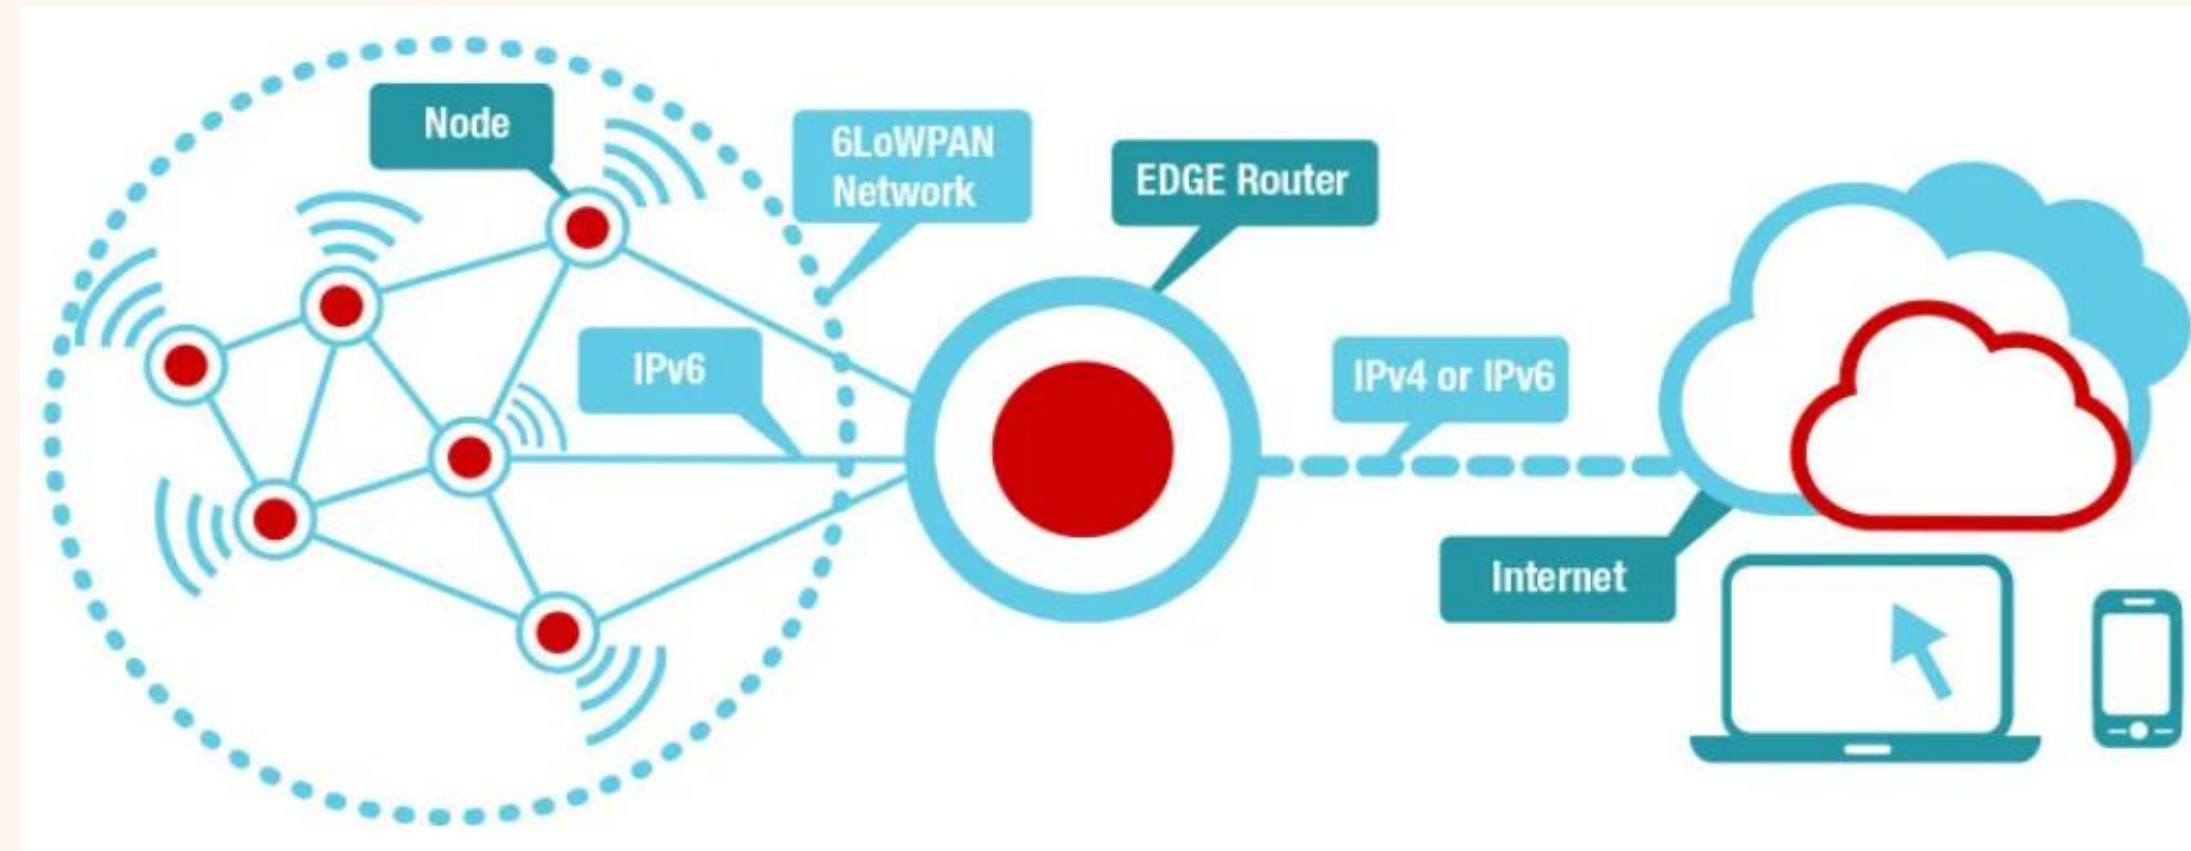 Node
6LoWPAN
Network
EDGE Router
IPv6
IPv4 or IPv6
Internet